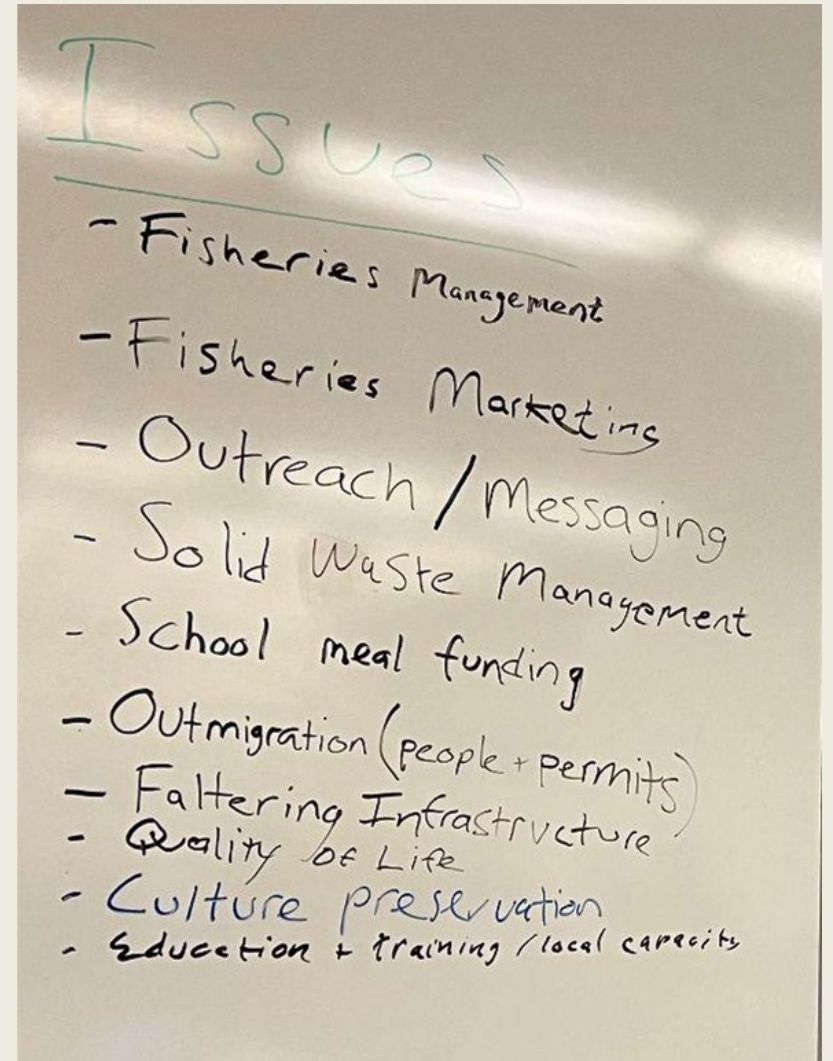 Issues
- Fisheries Management
- Fisheries Marketing
- Outreach / Messaging
- Solid Waste Management
- School meal funding
- Outmigration (people + permits)
- Faltering Infrastructure
- Quality of Life
- Culture preservation
- Education + training / local capacity